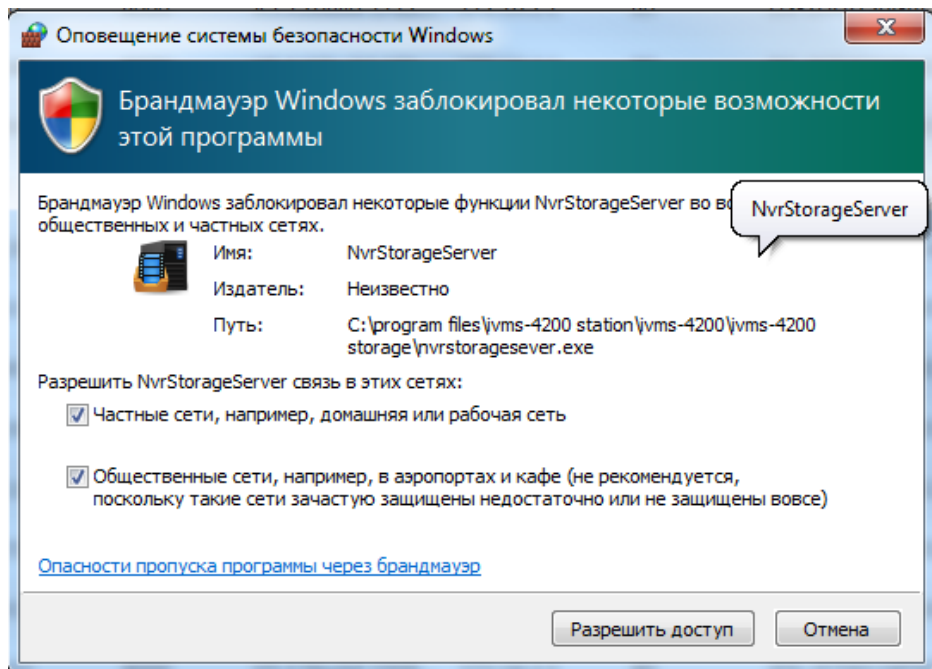 Оповещение системы безопасности Windows
Брандмауэр Windows заблокировал некоторые возможности
этой программы
Брандмауэр Windows заблокировал некоторые функции NvrStorageServer во
NvrStorageServer
общественных и частных сетях.
Имя: NvrStorageServer
Издатель: Неизвестно
Путь: C:\program files\ivms-4200 station\ivms-4200\ivms-4200
storage\nvrstoragesever.exe
Разрешить NvrStorageServer связь в этих сетях:
Частные сети, например, домашняя или рабочая сеть
Общественные сети, например, в аэропортах и кафе (не рекомендуется,
поскольку такие сети зачастую защищены недостаточно или не защищены вовсе)
Опасности пропуска программы через брандмауэр
Разрешить доступ
Отмена